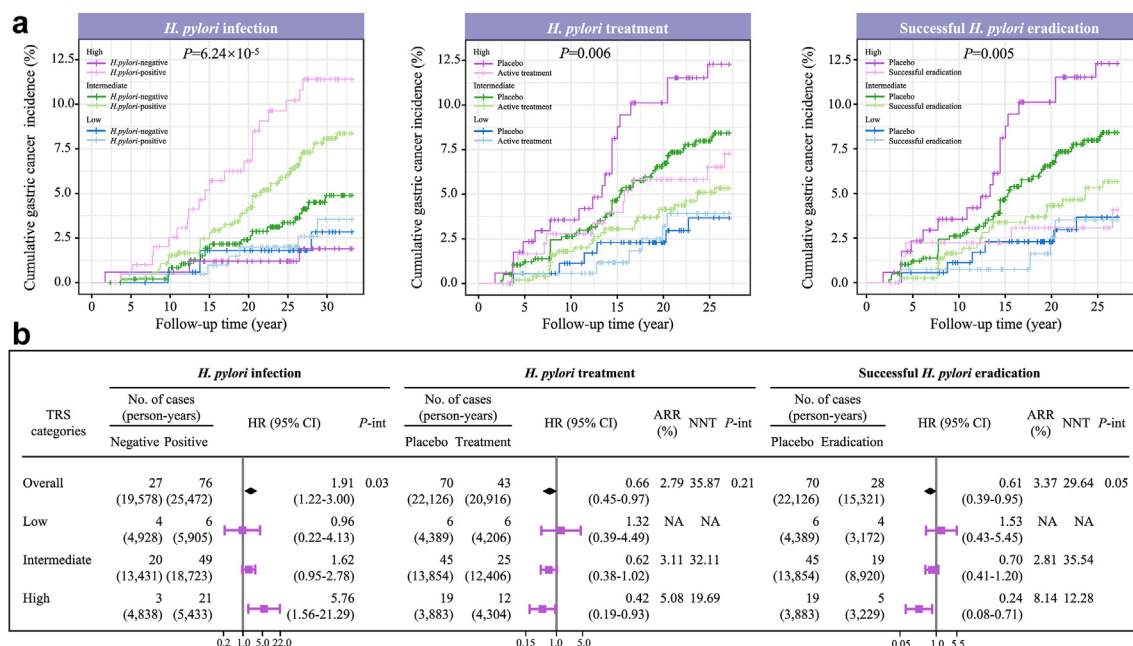 a
H. pylori infection
H. pylori treatment
Successful H. pylori eradication
Cumulative gastric cancer incidence (%)
12.5
10.0
7.5
5.0
2.5
0.0
P=6.24×10-5
High
H.pylori-negative
H.pylori-positive
Intermediate
H.pylori-negative
H.pylori-positive
Low
H.pylori-negative
H.pylori-positive
0 5 10 15 20 25 30
Follow-up time (year)
Cumulative gastric cancer incidence (%)
12.5
10.0
7.5
5.0
2.5
0.0
P=0.006
High
Placebo
Active treatment
Intermediate
Placebo
Active treatment
Low
Placebo
Active treatment
0 5 10 15 20 25
Follow-up time (year)
Cumulative gastric cancer incidence (%)
12.5
10.0
7.5
5.0
2.5
0.0
P=0.005
High
Placebo
Successful eradication
Intermediate
Placebo
Successful eradication
Low
Placebo
Successful eradication
0 5 10 15 20 25
Follow-up time (year)
b
H. pylori infection H. pylori treatment Successful H. pylori eradication
TRS categories No. of cases (person-years) HR (95% CI) P-int No. of cases (person-years) HR (95% CI) ARR (%) NNT P-int No. of cases (person-years) HR (95% CI) ARR (%) NNT P-int
Negative Positive Placebo Treatment Placebo Eradication
Overall 27 76 1.91 0.03 70 43 0.66 2.79 35.87 0.21 70 28 0.61 3.37 29.64 0.05
(19,578) (25,472) (1.22-3.00) (22,126) (20,916) (0.45-0.97) (22,126) (15,321) (0.39-0.95)
Low 4 6 0.96 6 6 1.32 NA NA 6 4 1.53 NA NA
(4,928) (5,905) (0.22-4.13) (4,389) (4,206) (0.39-4.49) (4,389) (3,172) (0.43-5.45)
Intermediate 20 49 1.62 45 25 0.62 3.11 32.11 45 19 0.70 2.81 35.54
(13,431) (18,723) (0.95-2.78) (13,854) (12,406) (0.38-1.02) (13,854) (8,920) (0.41-1.20)
High 3 21 5.76 19 12 0.42 5.08 19.69 19 5 0.24 8.14 12.28
(4,838) (5,433) (1.56-21.29) (3,883) (4,304) (0.19-0.93) (3,883) (3,229) (0.08-0.71)
0.2 1.0 5.0 22.0 0.15 1.0 5.0 0.05 1.0 5.5